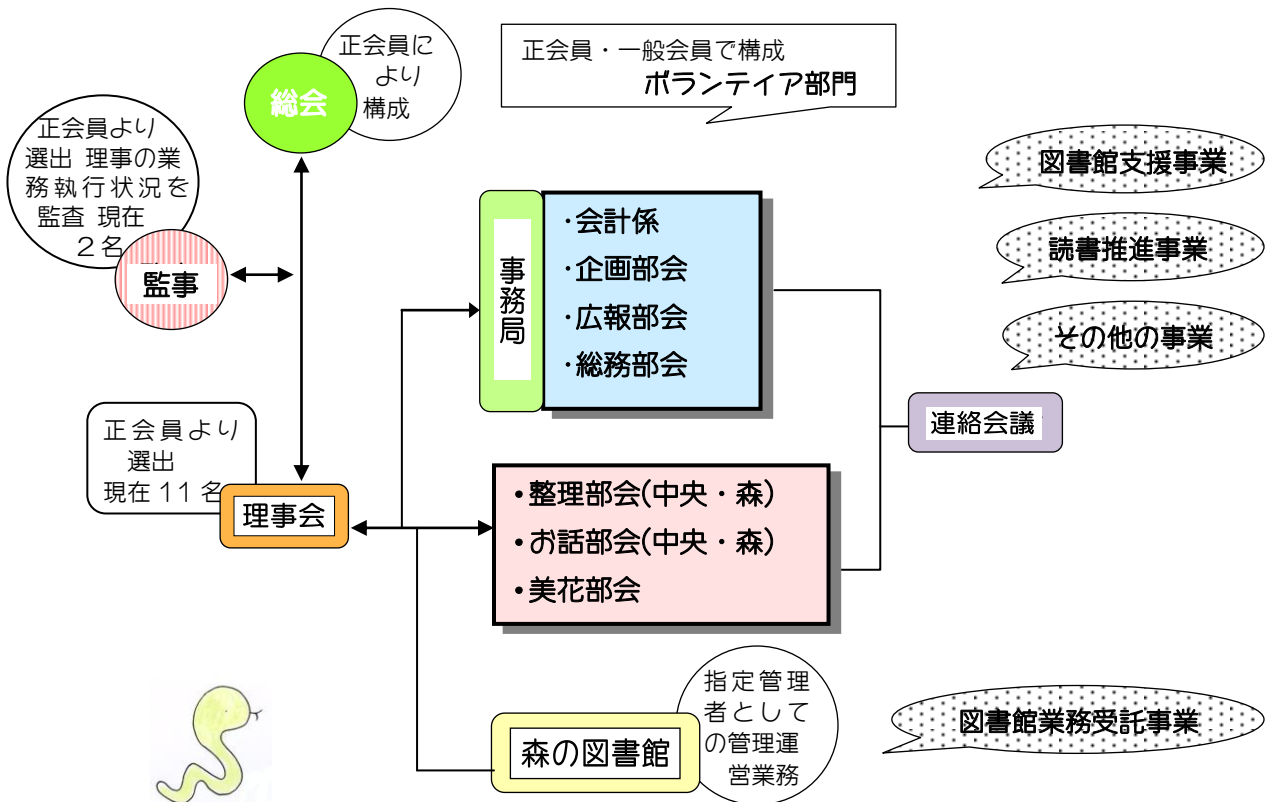 正会員に
より
構成
総会
正会員・一般会員で構成
ボランティア部門
正会員より
選出 理事の業
務執行状況を
監査 現在
2名
監事
図書館支援事業
読書推進事業
その他の事業
事務局
・会計係
・企画部会
・広報部会
・総務部会
連絡会議
正会員より
選出
現在11名
理事会
・整理部会(中央・森)
・お話部会(中央・森)
・美花部会
指定管理
者として
の管理運
営業務
森の図書館
図書館業務受託事業